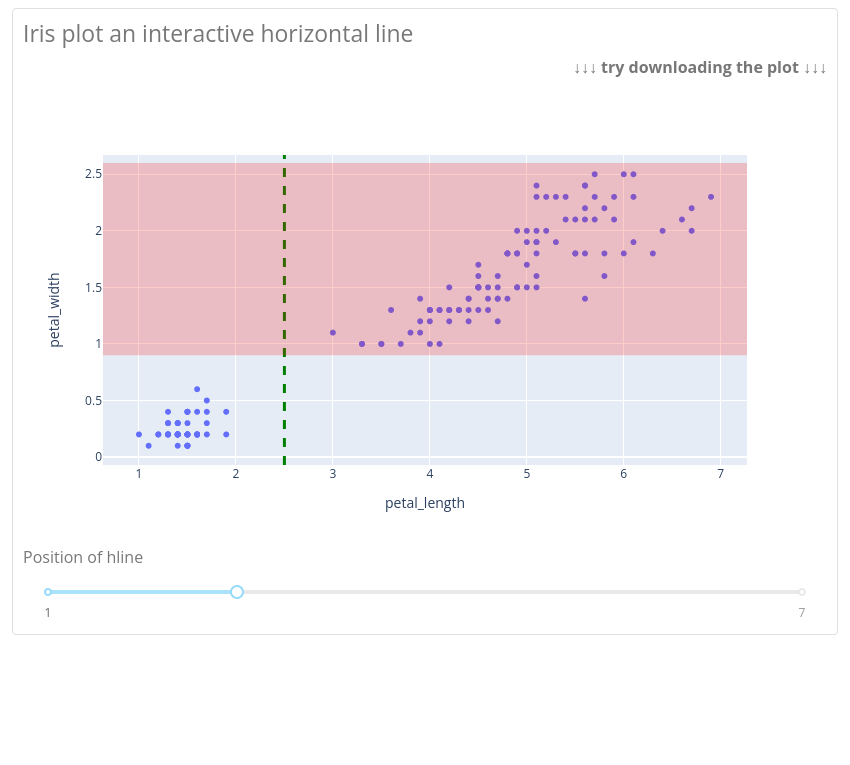 Iris plot an interactive horizontal line
↓↓↓ try downloading the plot ↓↓↓
2.5
2
1.5
1
0.5
0
petal_width
1 2 3 4 5 6 7
petal_length
Position of hline
1 7